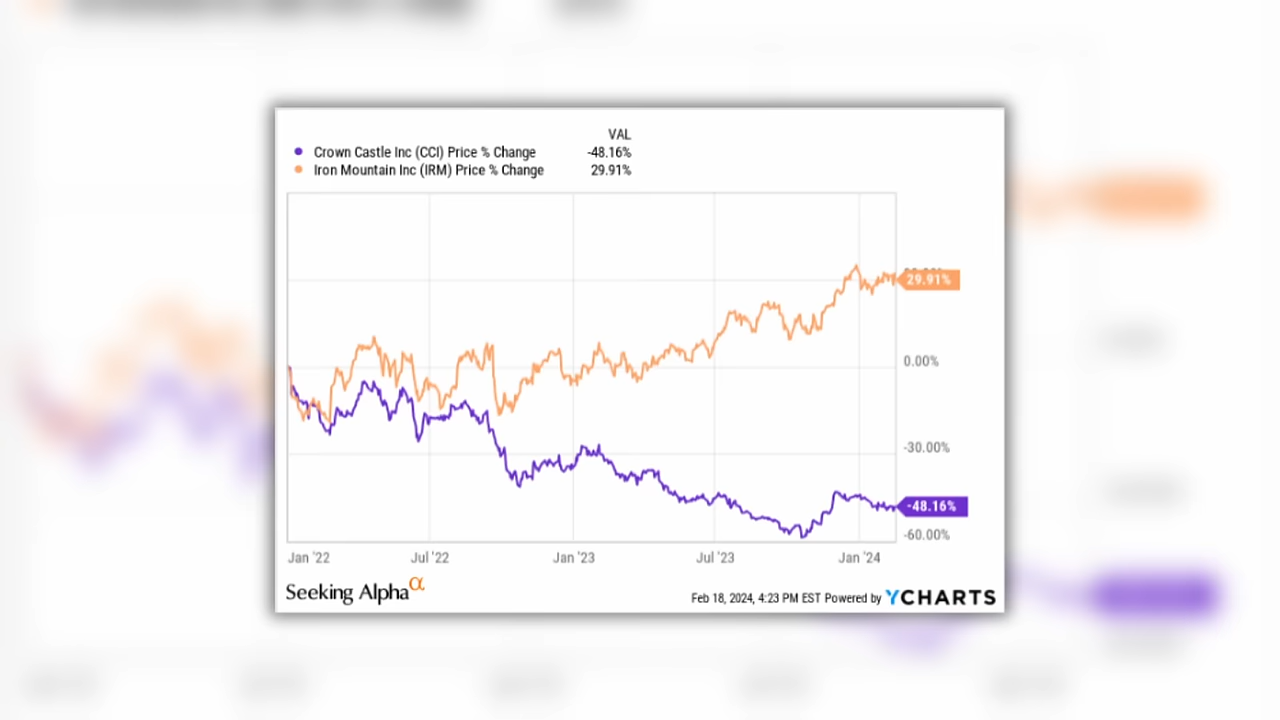 VAL
Crown Castle Inc (CCI) Price % Change -48.16%
Iron Mountain Inc (IRM) Price % Change 29.91%
29.91%
0.00%
-30.00%
-48.16%
-60.00%
Jan '22 Jul '22 Jan '23 Jul '23 Jan '24
Seeking Alphaα
Feb 18, 2024, 4:23 PM EST Powered by YCHARTS